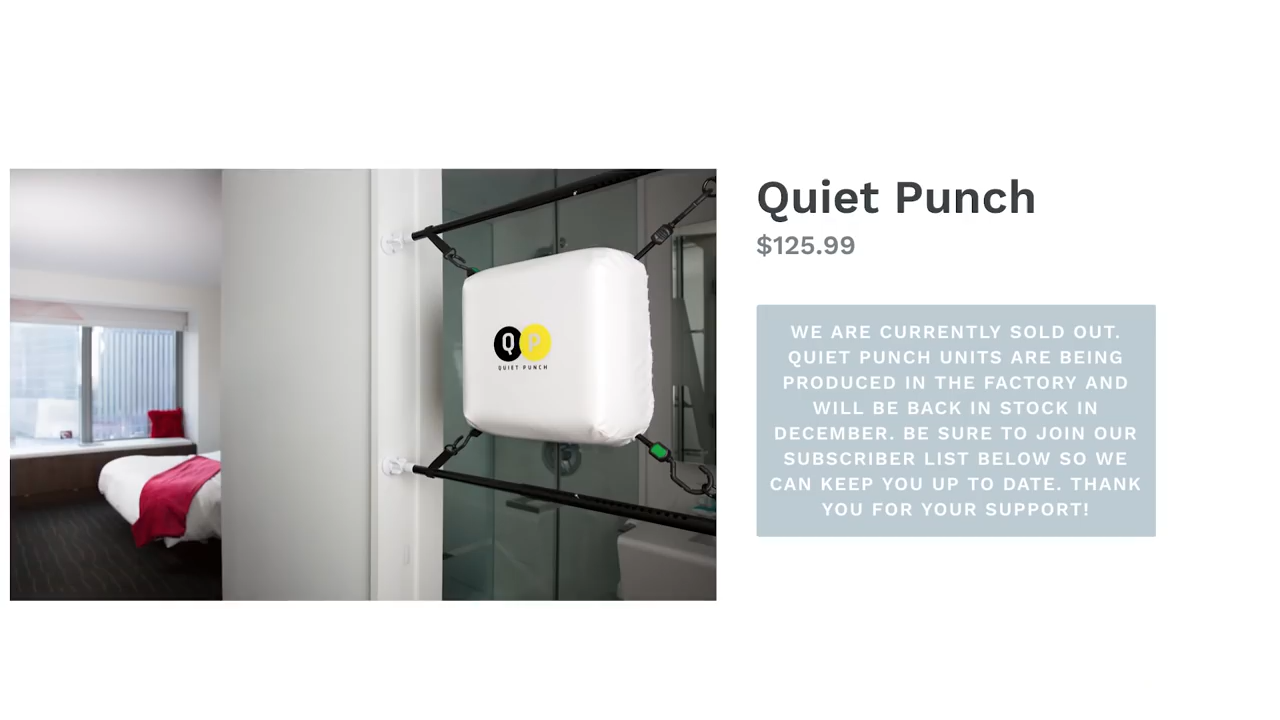 Quiet Punch
$125.99
WE ARE CURRENTLY SOLD OUT.
QUIET PUNCH UNITS ARE BEING
PRODUCED IN THE FACTORY AND
WILL BE BACK IN STOCK IN
DECEMBER. BE SURE TO JOIN OUR
SUBSCRIBER LIST BELOW SO WE
CAN KEEP YOU UP TO DATE. THANK
YOU FOR YOUR SUPPORT!
QP
QUIET PUNCH